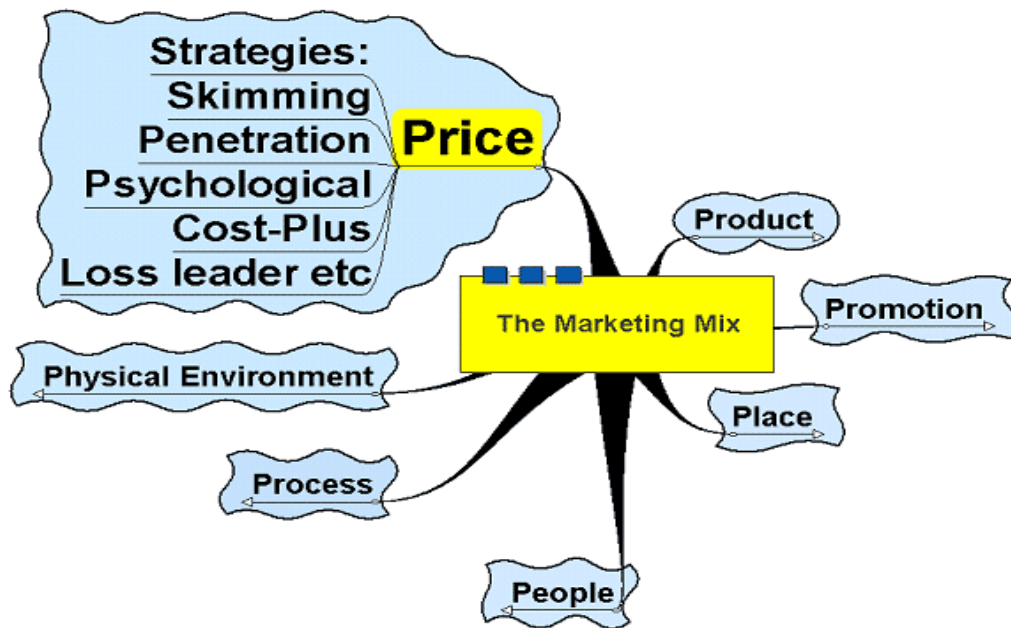 Strategies:
Skimming
Penetration
Psychological
Cost-Plus
Loss leader etc
Price
Product
The Marketing Mix
Promotion
Physical Environment
Place
Process
People